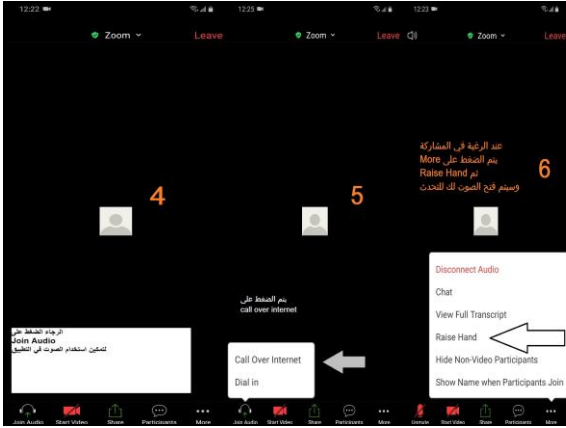 12:22
Zoom
Leave
4
الرجاء الضغط على
Join Audio
لتمكين استخدام الصوت في التطبيق
Join Audio
Start Video
Share
Participants
More
12:25
Zoom
Leave
5
يتم الضغط على
call over internet
Call Over Internet
Dial in
Join Audio
Start Video
Share
Participants
More
12:23
Zoom
Leave
عند الرغبة في المشاركة
يتم الضغط على More
ثم Raise Hand
وسيتم فتح الصوت لك للتحدث
6
Disconnect Audio
Chat
View Full Transcript
Raise Hand
Hide Non-Video Participants
Show Name when Participants Join
Unmute
Start Video
Share
Participants
More